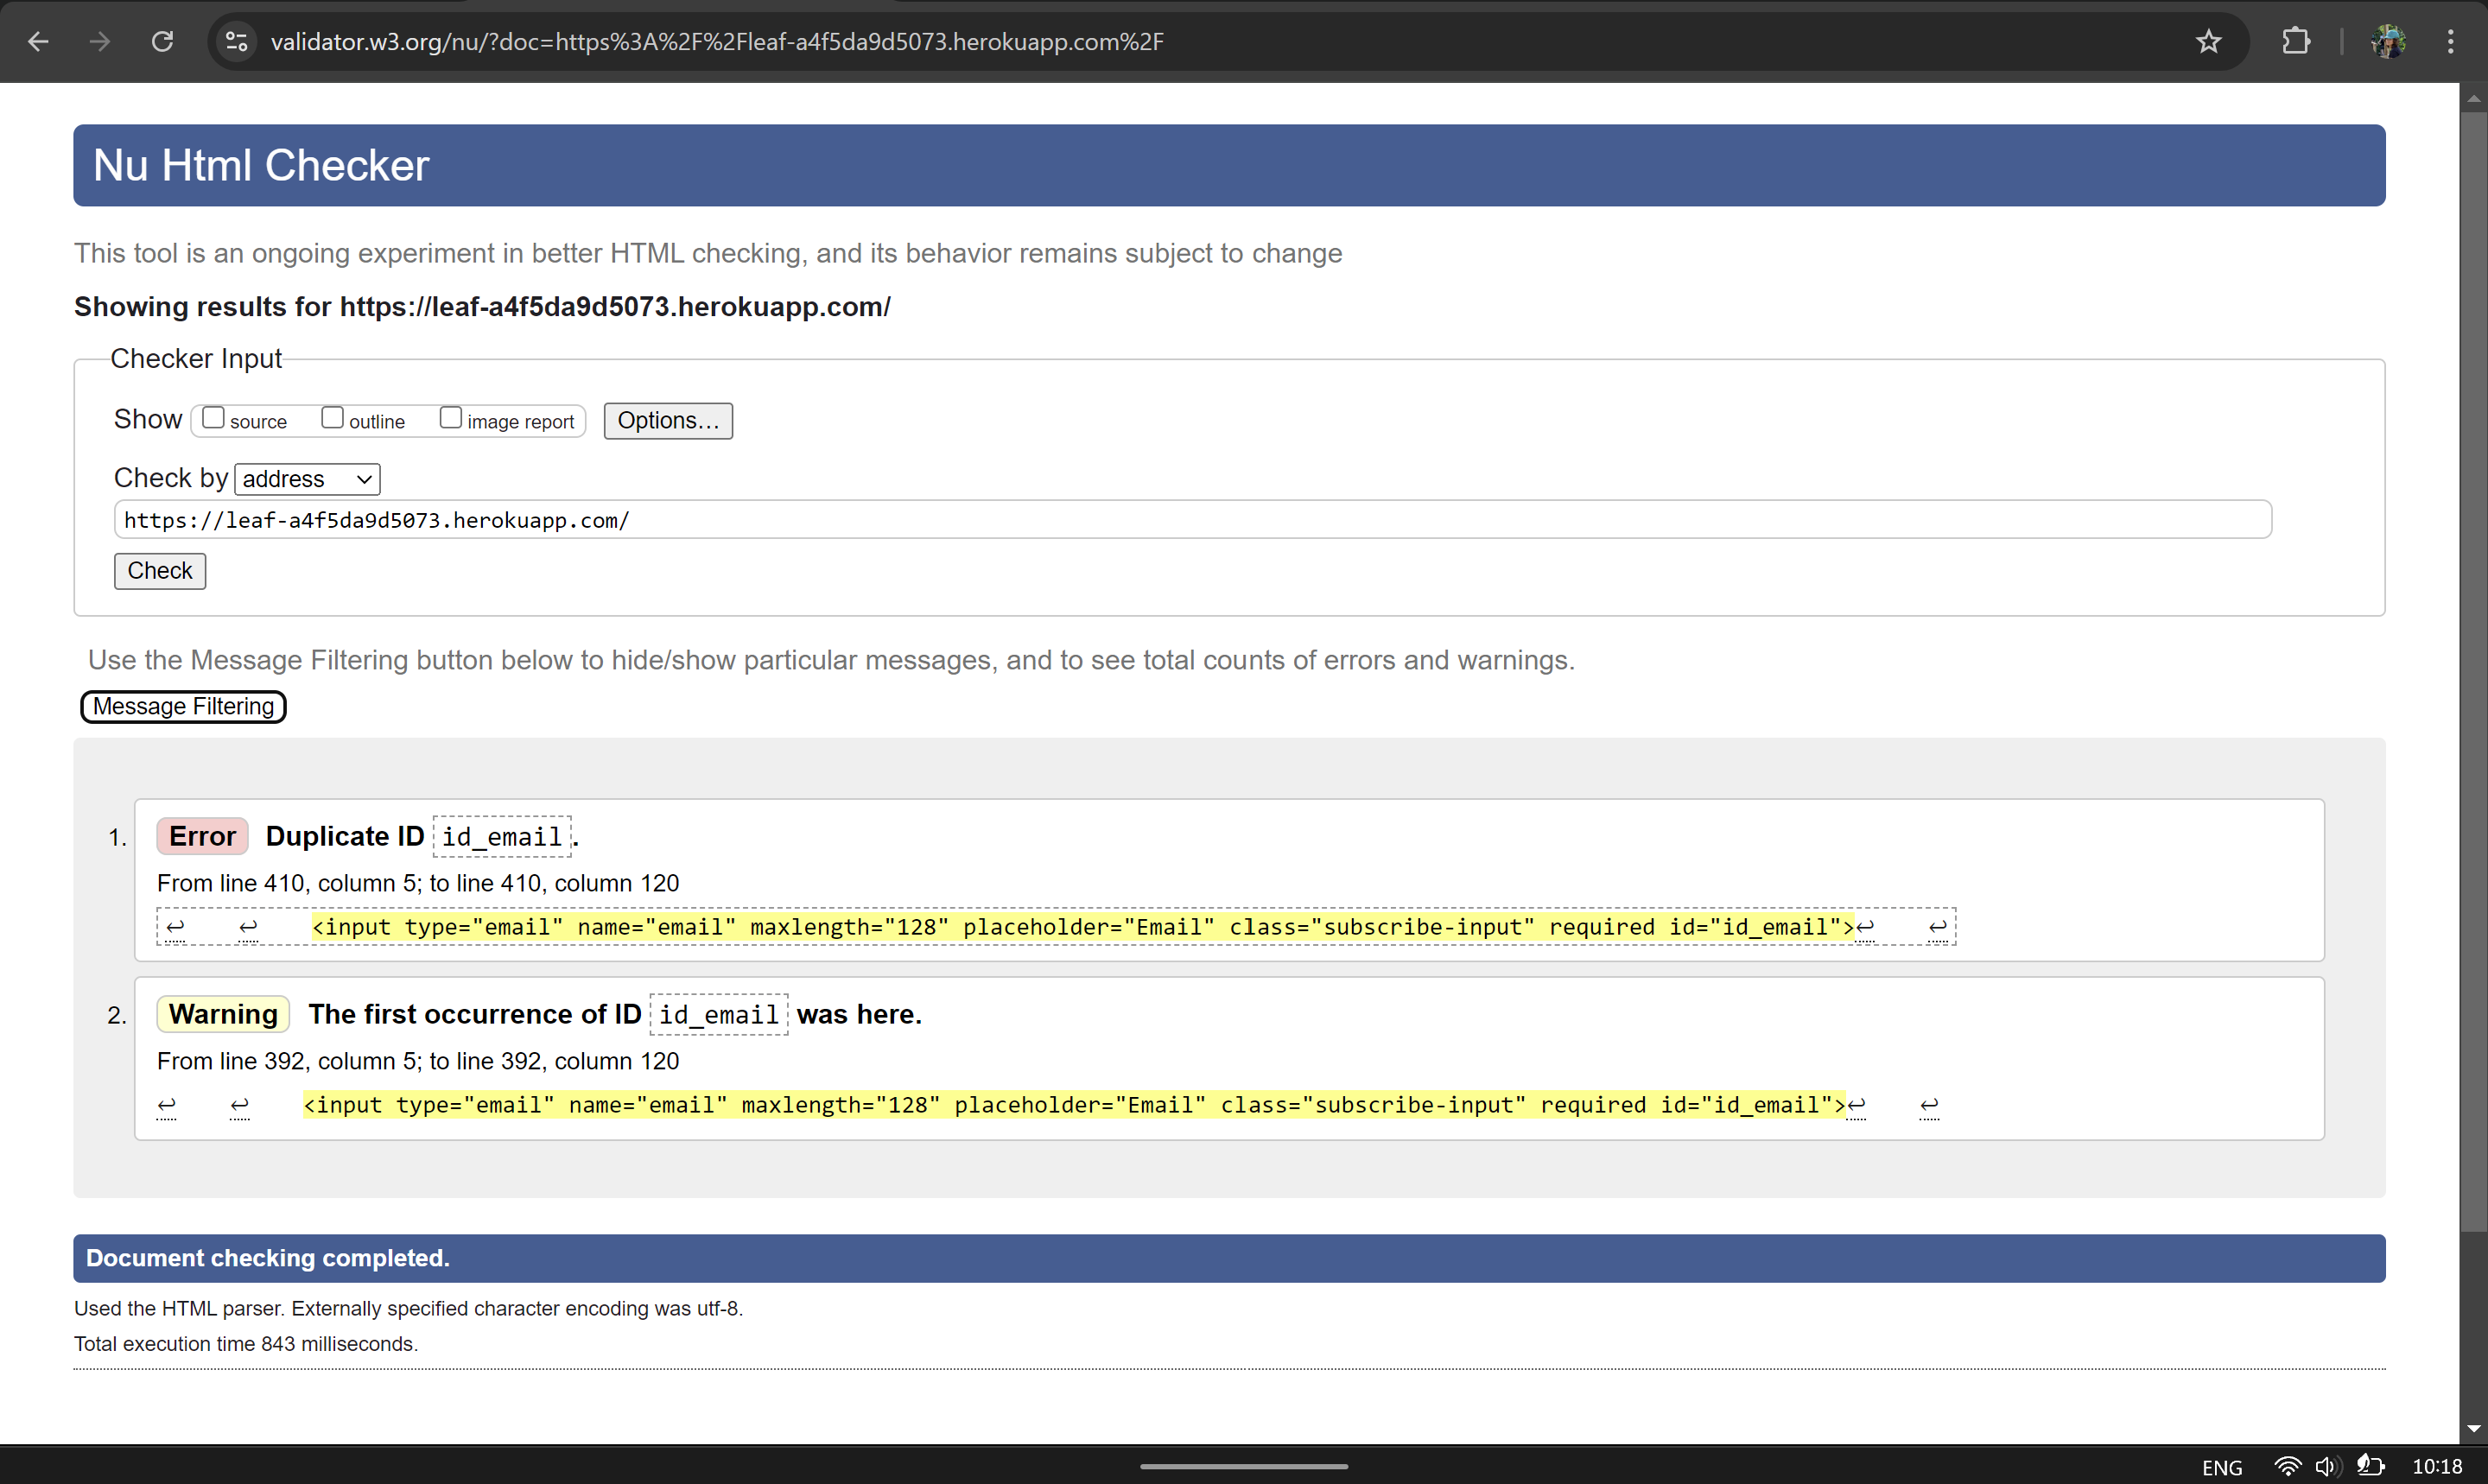 validator.w3.org/nu/?doc=https%3A%2F%2Fleaf-a4f5da9d5073.herokuapp.com%2F
Nu Html Checker
This tool is an ongoing experiment in better HTML checking, and its behavior remains subject to change
Showing results for https://leaf-a4f5da9d5073.herokuapp.com/
Checker Input
Show source outline image report Options...
Check by address
https://leaf-a4f5da9d5073.herokuapp.com/
Check
Use the Message Filtering button below to hide/show particular messages, and to see total counts of errors and warnings.
Message Filtering
1. Error Duplicate ID id_email.
From line 410, column 5; to line 410, column 120
↩ ↩ <input type="email" name="email" maxlength="128" placeholder="Email" class="subscribe-input" required id="id_email">↩ ↩
2. Warning The first occurrence of ID id_email was here.
From line 392, column 5; to line 392, column 120
↩ ↩ <input type="email" name="email" maxlength="128" placeholder="Email" class="subscribe-input" required id="id_email">↩ ↩
Document checking completed.
Used the HTML parser. Externally specified character encoding was utf-8.
Total execution time 843 milliseconds.
ENG 10:18